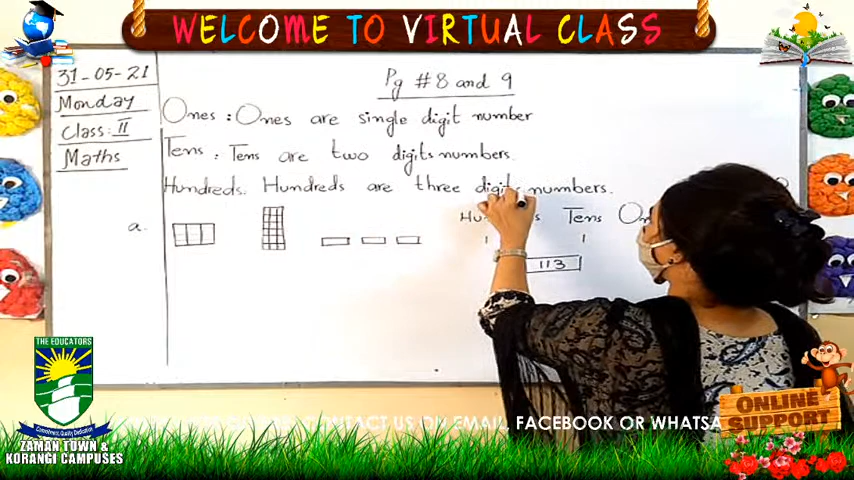 WELCOME TO VIRTUAL CLASS
31-05-21
Monday
Class: II
Maths
Pg # 8 and 9
Ones : Ones are single digit number
Tens : Tens are two digits numbers.
Hundreds. Hundreds are three digits numbers.
a.
Tens
1 1
113
THE EDUCATORS
ZAMAN TOWN &
KORANGI CAMPUSES
CONTACT US ON EMAIL, FACEBOOK OR WHATSA
ONLINE
SUPPORT